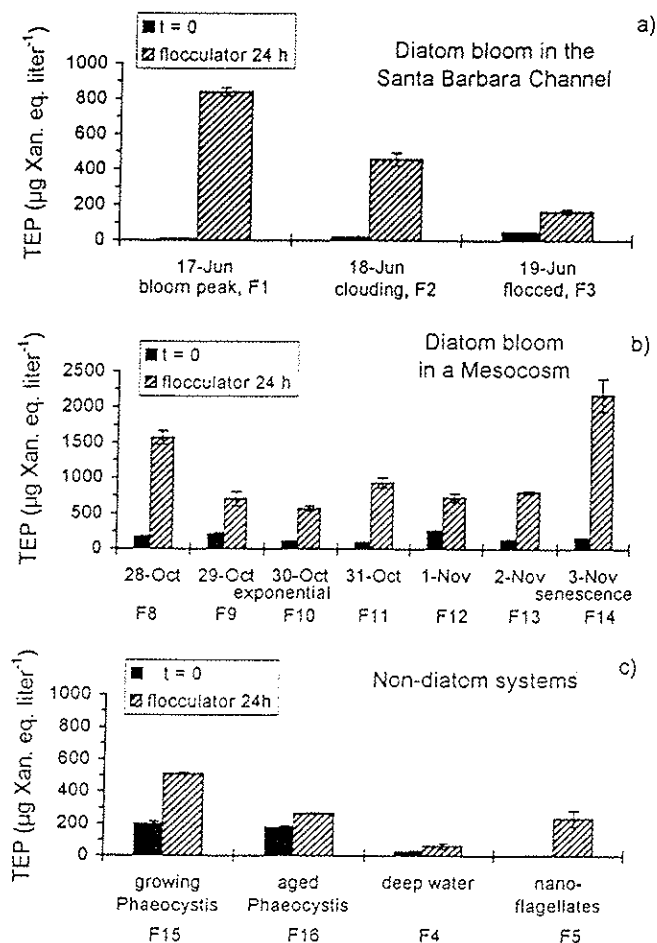 a)
■ t = 0
▨ flocculator 24 h
Diatom bloom in the
Santa Barbara Channel
TEP (µg Xan. eq. liter⁻¹)
1000
800
600
400
200
0
17-Jun
bloom peak, F1
18-Jun
clouding, F2
19-Jun
flocced, F3
b)
■ t = 0
▨ flocculator 24 h
Diatom bloom
in a Mesocosm
TEP (µg Xan. eq. liter⁻¹)
2500
2000
1500
1000
500
0
28-Oct 29-Oct 30-Oct 31-Oct 1-Nov 2-Nov 3-Nov
exponential senescence
F8 F9 F10 F11 F12 F13 F14
c)
■ t = 0
▨ flocculator 24h
Non-diatom systems
TEP (µg Xan. eq. liter⁻¹)
1000
800
600
400
200
0
growing
Phaeocystis
F15
aged
Phaeocystis
F16
deep water
F4
nano-
flagellates
F5